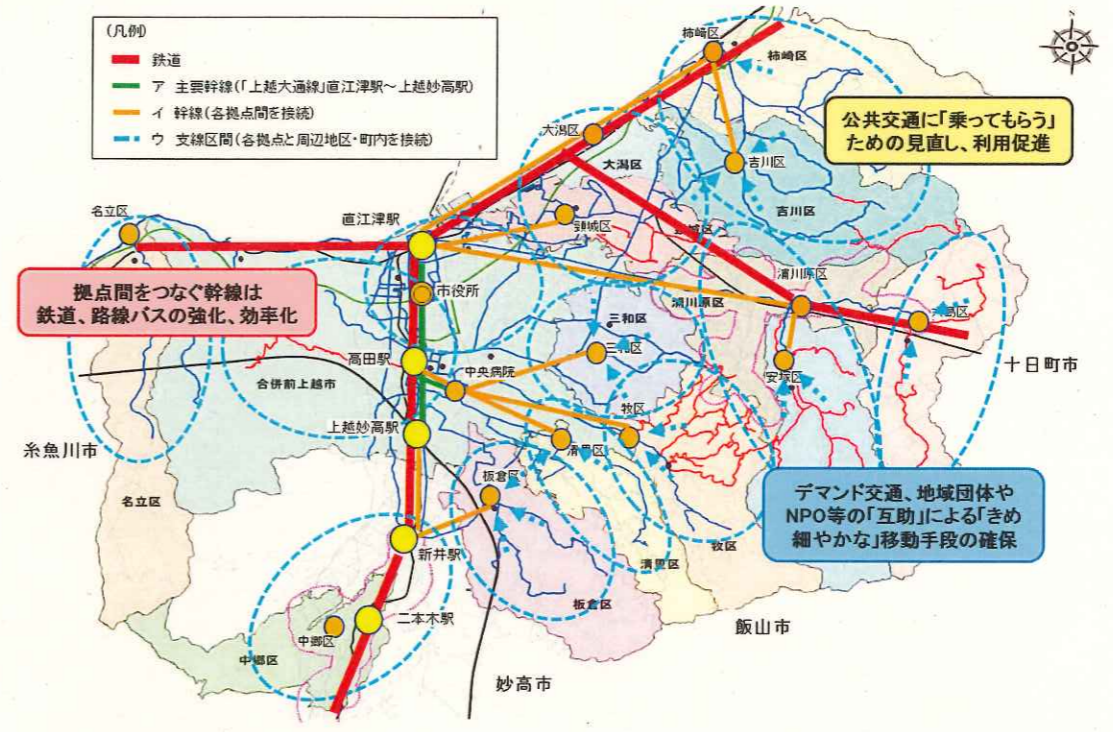 (凡例)
鉄道
ア 主要幹線(「上越大通線」直江津駅～上越妙高駅)
イ 幹線(各拠点間を接続)
ウ 支線区間(各拠点と周辺地区・町内を接続)
N
柿崎区
柿崎区
公共交通に「乗ってもらう」
ための見直し、利用促進
大潟区
大潟区
吉川区
吉川区
名立区
直江津駅
頸城区
頸城区
浦川原区
浦川原区
大島区
拠点間をつなぐ幹線は
鉄道、路線バスの強化、効率化
市役所
三和区
三和区
高田駅
中央病院
合併前上越市
安塚区
十日町市
上越妙高駅
牧区
清里区
糸魚川市
板倉区
名立区
デマンド交通、地域団体や
NPO等の「互助」による「きめ
細やかな」移動手段の確保
新井駅
牧区
清里区
板倉区
二本木駅
中郷区
中郷区
飯山市
妙高市